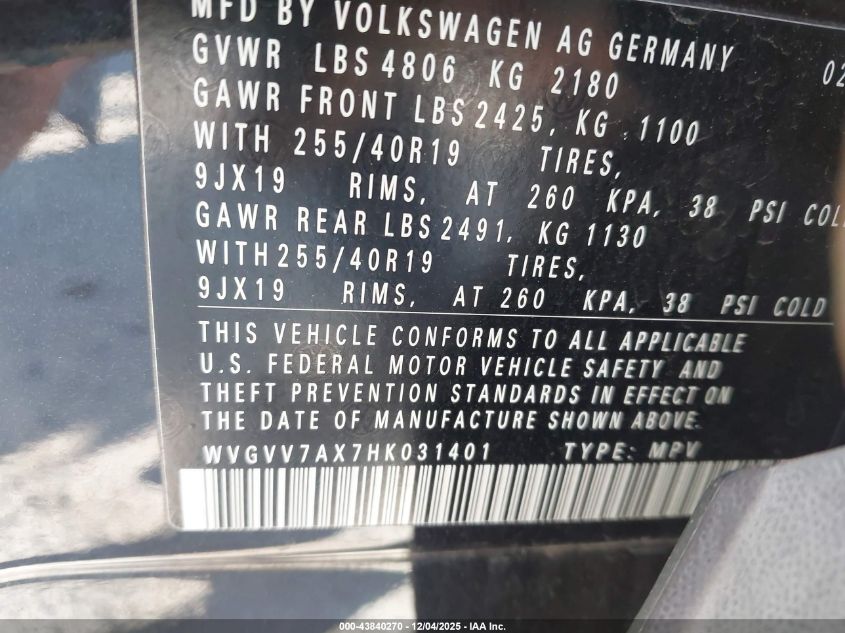 MFD BY VOLKSWAGEN AG GERMANY 02
GVWR LBS 4806 KG 2180
GAWR FRONT LBS 2425, KG 1100
WITH 255/40R19 TIRES,
9JX19 RIMS, AT 260 KPA, 38 PSI COLD
GAWR REAR LBS 2491, KG 1130
WITH 255/40R19 TIRES,
9JX19 RIMS, AT 260 KPA, 38 PSI COLD
THIS VEHICLE CONFORMS TO ALL APPLICABLE
U.S. FEDERAL MOTOR VEHICLE SAFETY AND
THEFT PREVENTION STANDARDS IN EFFECT ON
THE DATE OF MANUFACTURE SHOWN ABOVE.
WVGVV7AX7HK031401 TYPE: MPV
000-43840270 - 12/04/2025 - IAA Inc.